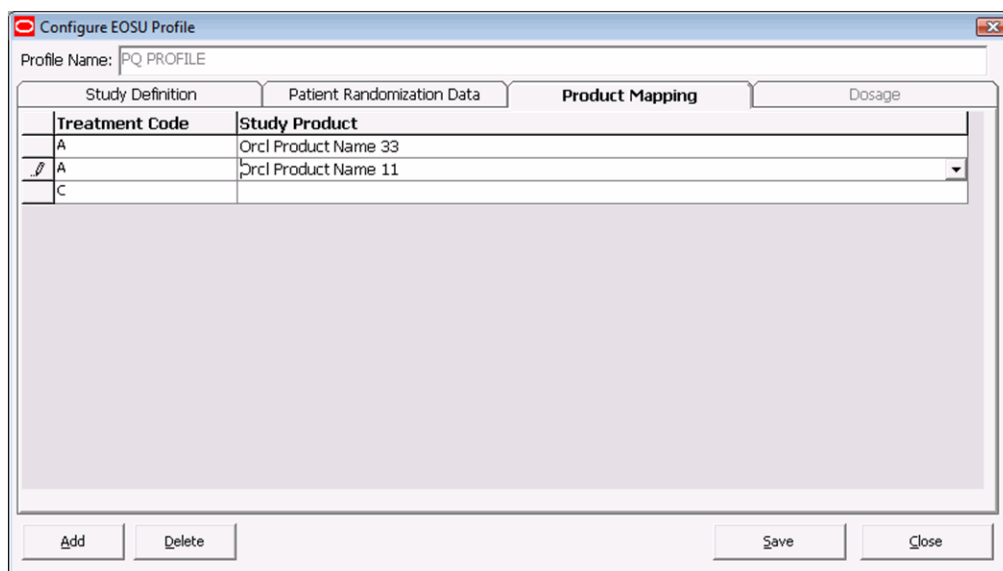 Configure EOSU Profile
Profile Name: PQ PROFILE
Study Definition Patient Randomization Data Product Mapping Dosage
Treatment Code Study Product
A Orcl Product Name 33
A Orcl Product Name 11
C
Add Delete Save Close